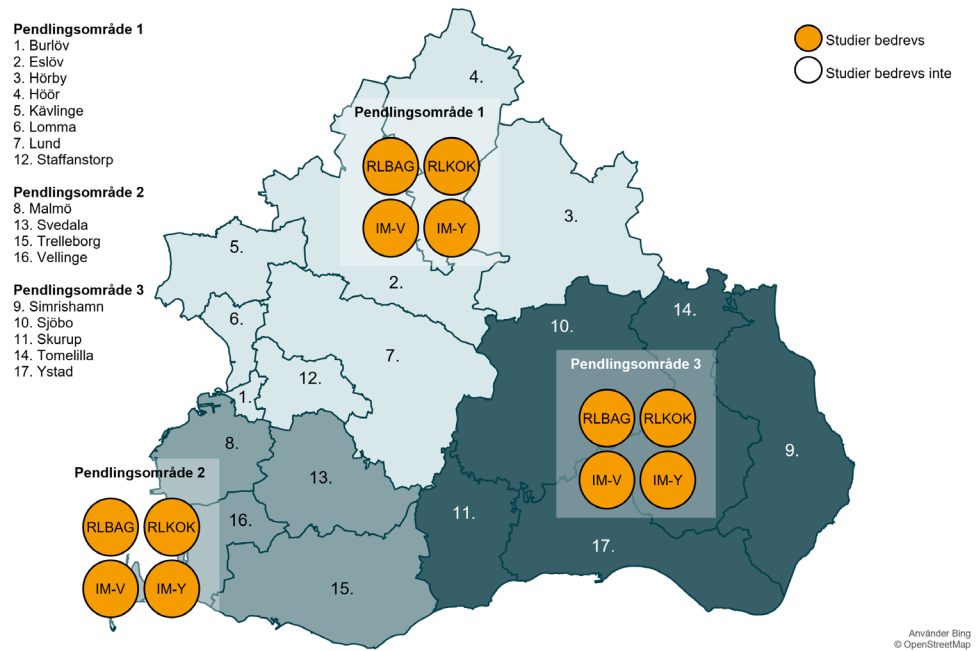 Pendlingsområde 1
1. Burlöv
2. Eslöv
3. Hörby
4. Höör
5. Kävlinge
6. Lomma
7. Lund
12. Staffanstorp
Pendlingsområde 2
8. Malmö
13. Svedala
15. Trelleborg
16. Vellinge
Pendlingsområde 3
9. Simrishamn
10. Sjöbo
11. Skurup
14. Tomelilla
17. Ystad
Studier bedrevs
Studier bedrevs inte
4.
Pendlingsområde 1
RLBAG RLKOK
IM-V IM-Y
3.
5.
2.
6.
7.
12.
1.
10.
14.
Pendlingsområde 3
RLBAG RLKOK
IM-V IM-Y
9.
8.
13.
Pendlingsområde 2
RLBAG RLKOK
IM-V IM-Y
16.
11.
17.
15.
Använder Bing
© OpenStreetMap